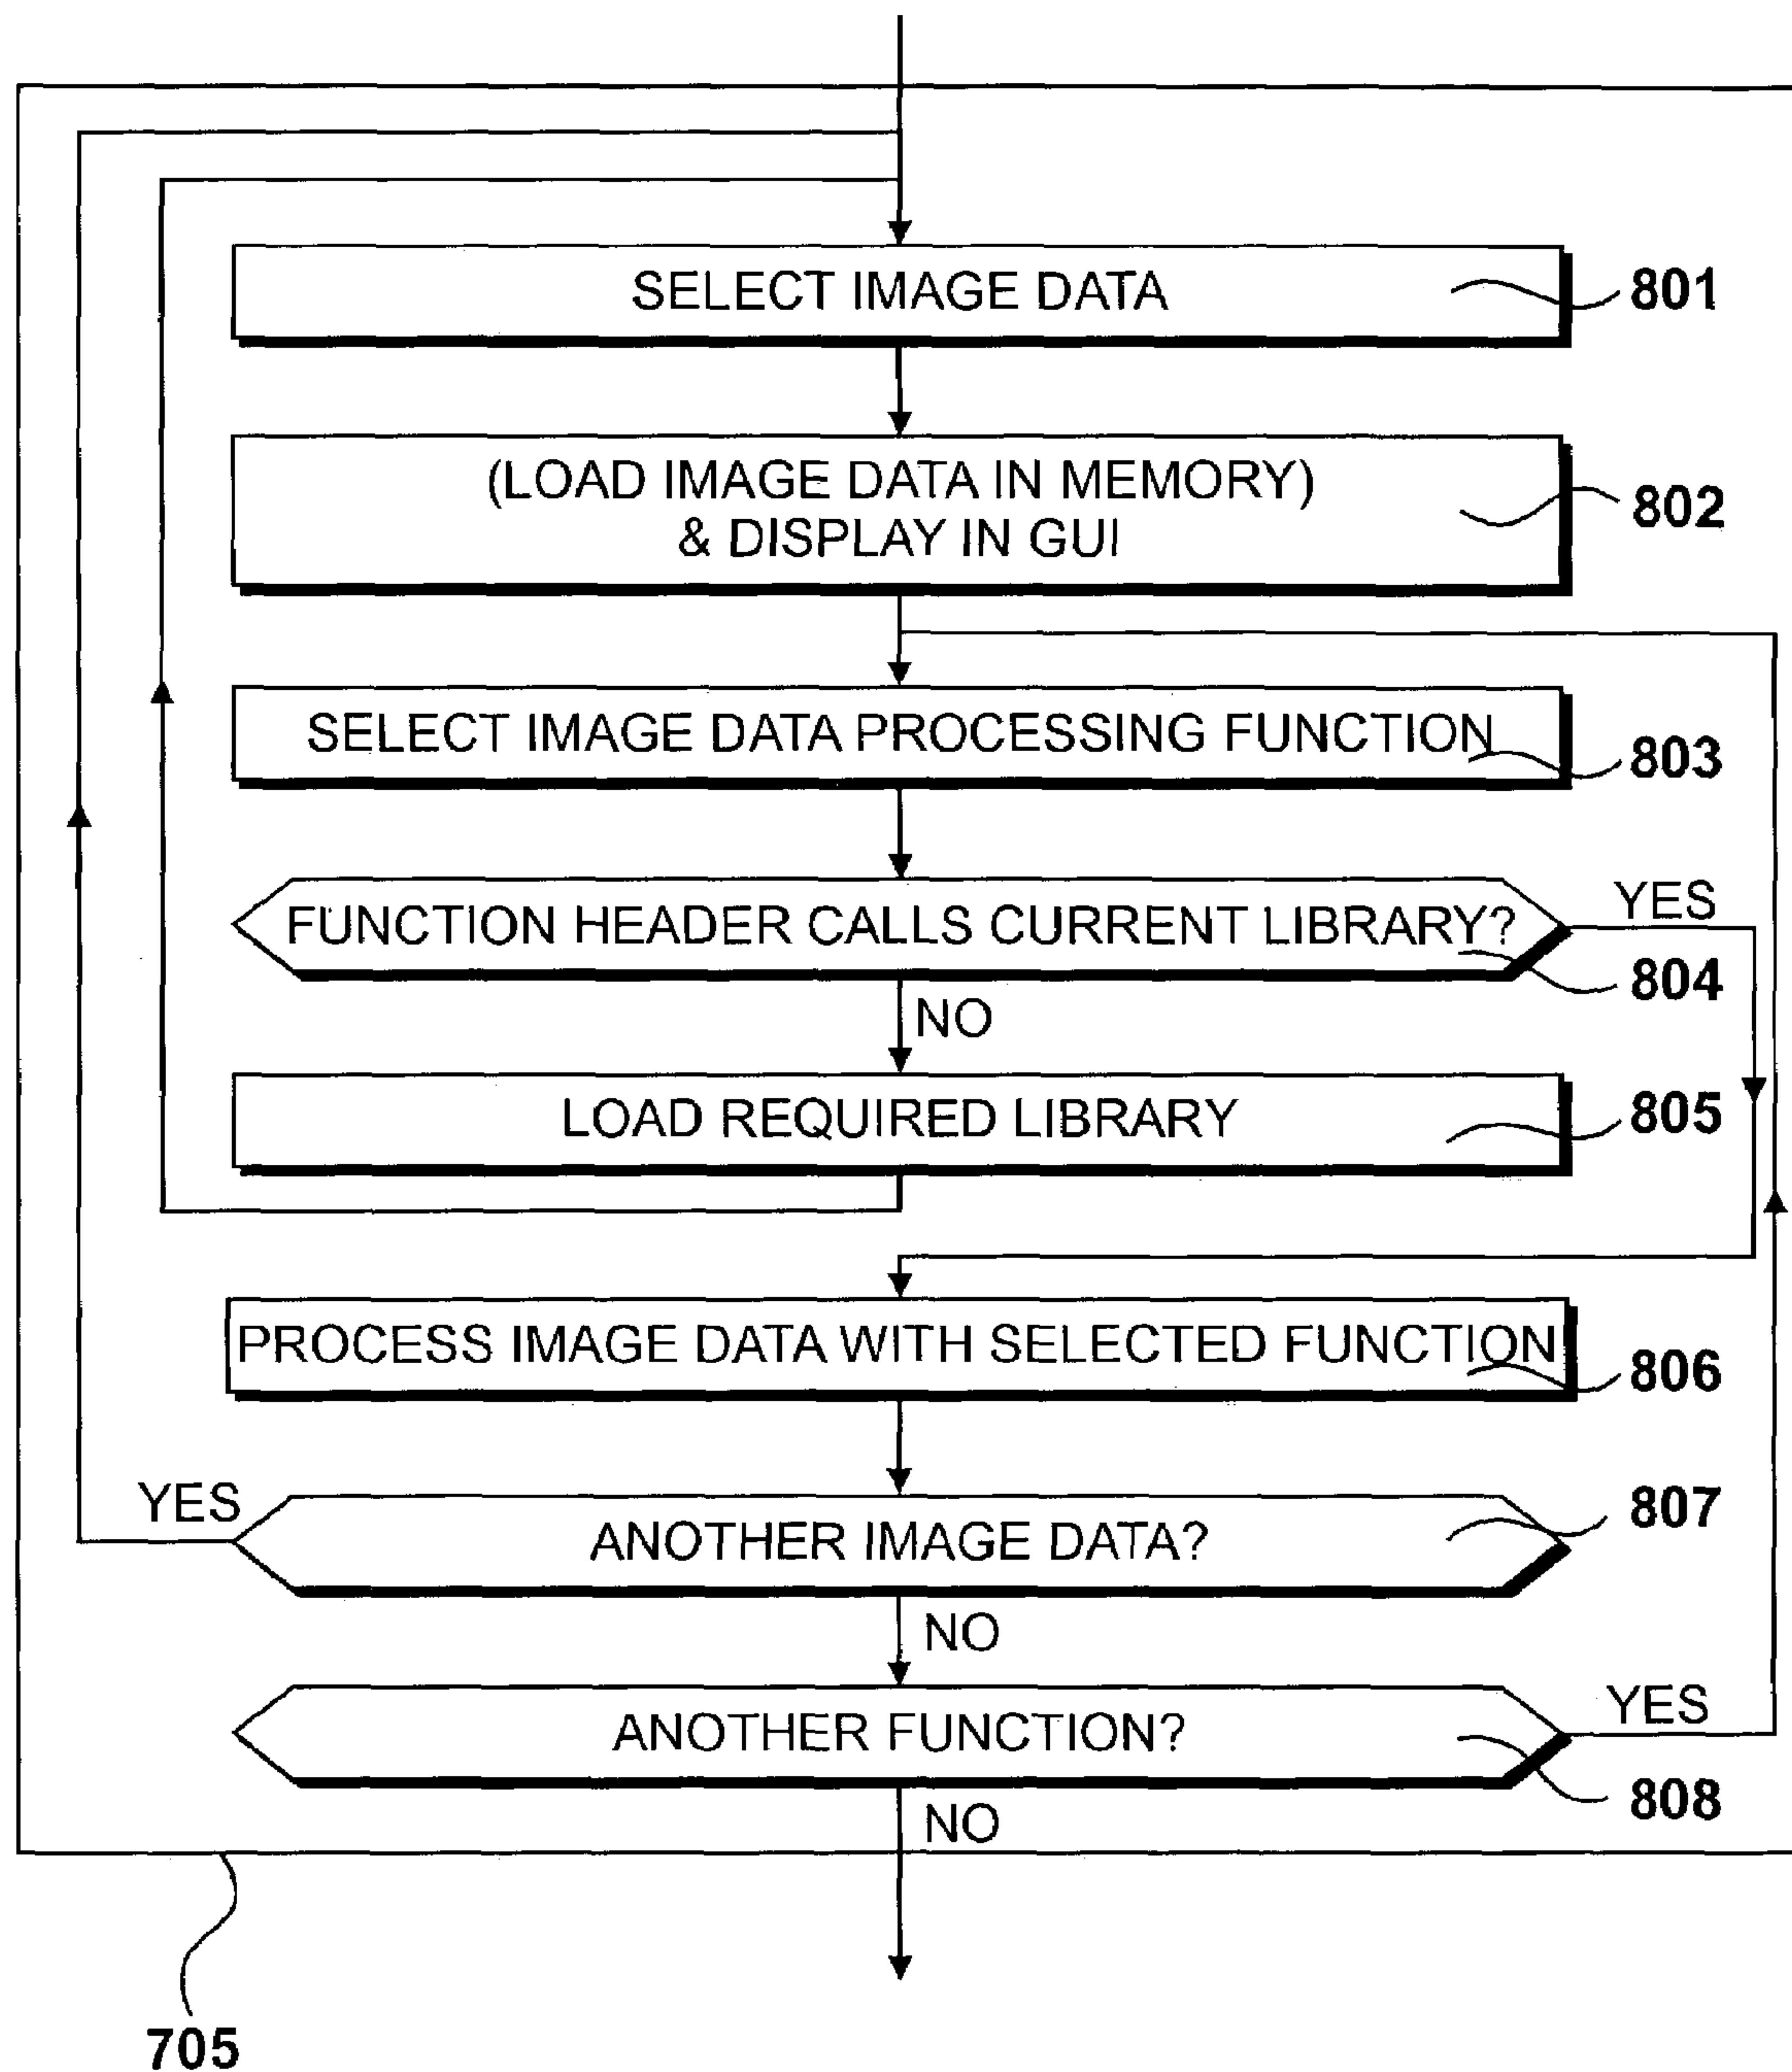 SELECT IMAGE DATA
801
(LOAD IMAGE DATA IN MEMORY)
& DISPLAY IN GUI
802
SELECT IMAGE DATA PROCESSING FUNCTION
803
FUNCTION HEADER CALLS CURRENT LIBRARY?
YES
804
NO
LOAD REQUIRED LIBRARY
805
PROCESS IMAGE DATA WITH SELECTED FUNCTION
806
YES
ANOTHER IMAGE DATA?
807
NO
ANOTHER FUNCTION?
YES
808
NO
705